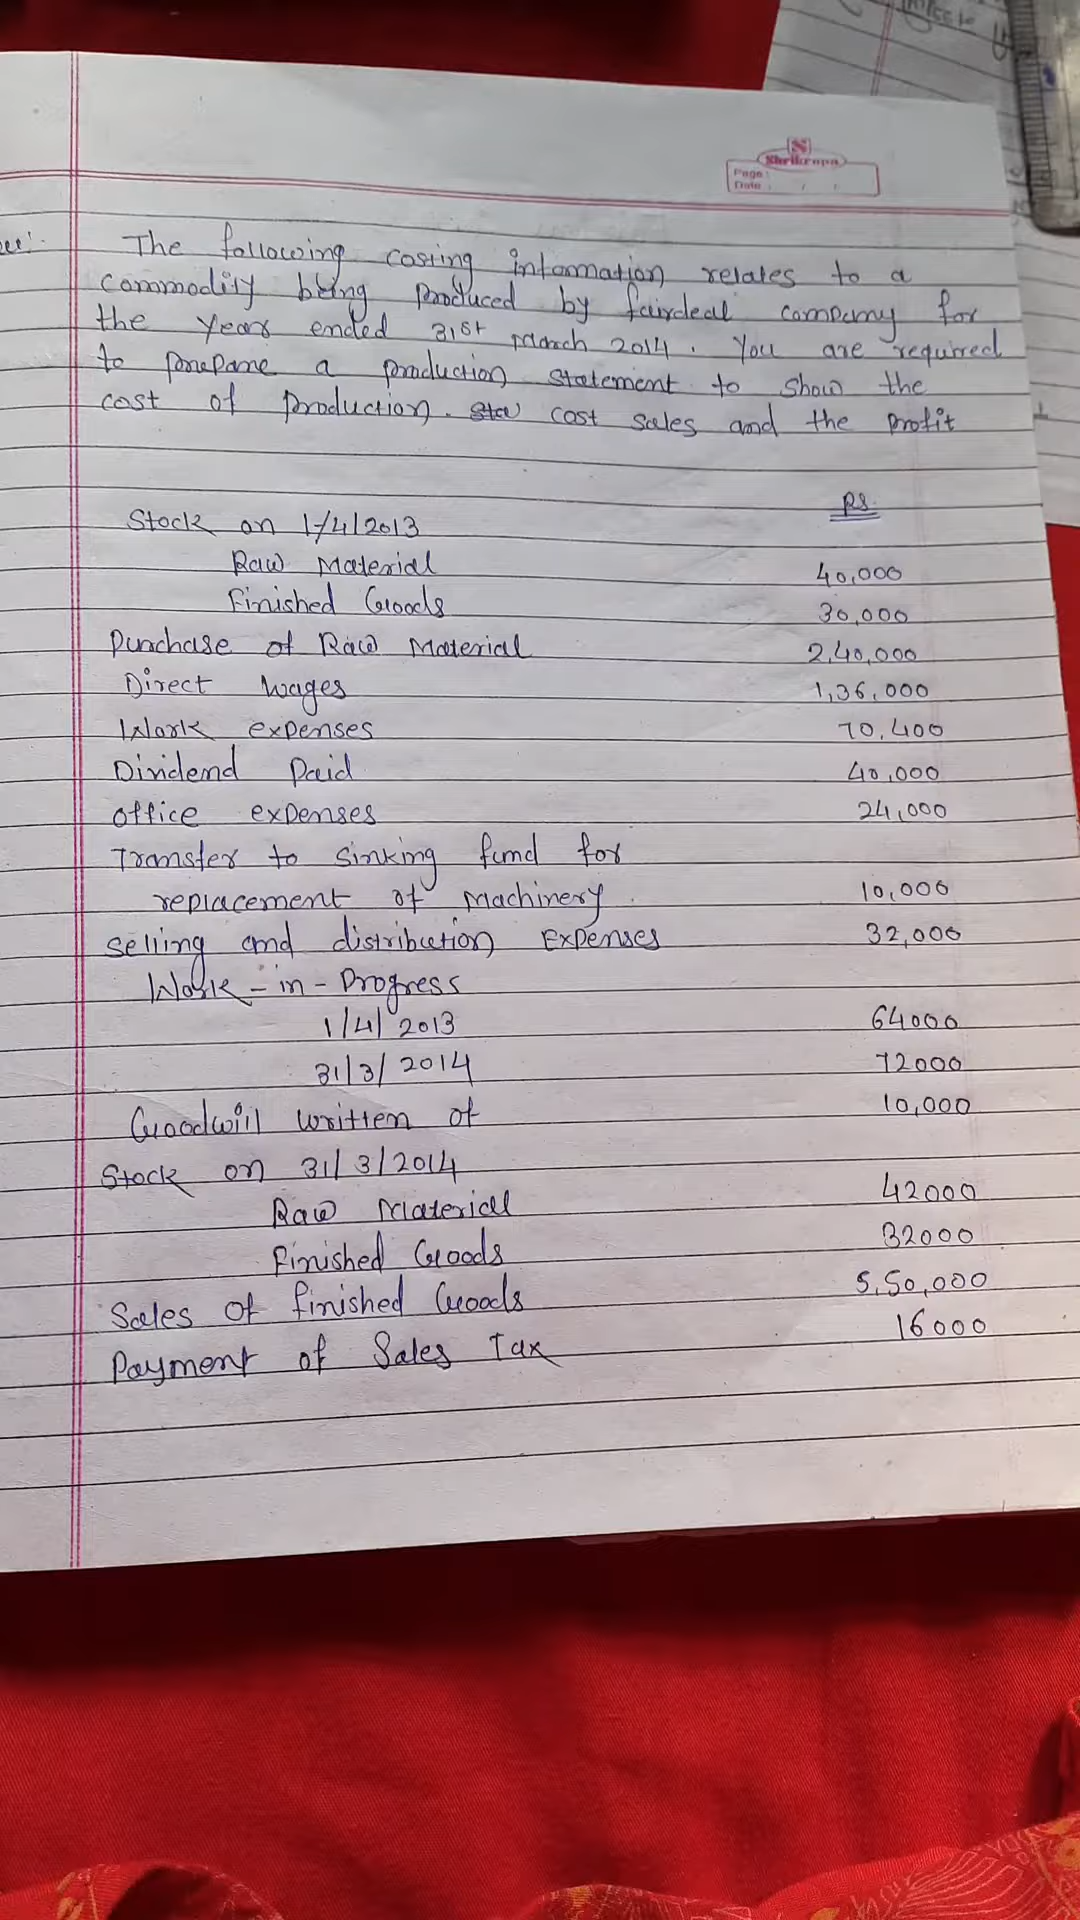 Shrikrupa
Page :
Date : / /
The following costing information relates to a
commodity being produced by fairdeal company for
the years ended 31st March 2014. You are required
to prepare a production statement to show the
cost of production. cost sales and the profit
Rs.
Stock on 1/4/2013
Raw Material 40,000
Finished Goods 30,000
Purchase of Raw Material 2,40,000
Direct wages 1,36,000
Work expenses 70,400
Dividend Paid 40,000
office expenses 24,000
Transfer to sinking fund for
replacement of Machinery. 10,000
Selling and distribution Expenses 32,000
Work-in-Progress
1/4/2013 64000
31/3/2014 72000
Goodwill written of 10,000
Stock on 31/3/2014
Raw Material 42000
Finished Goods 32000
Sales of finished Goods 5,50,000
Payment of Sales Tax 16000